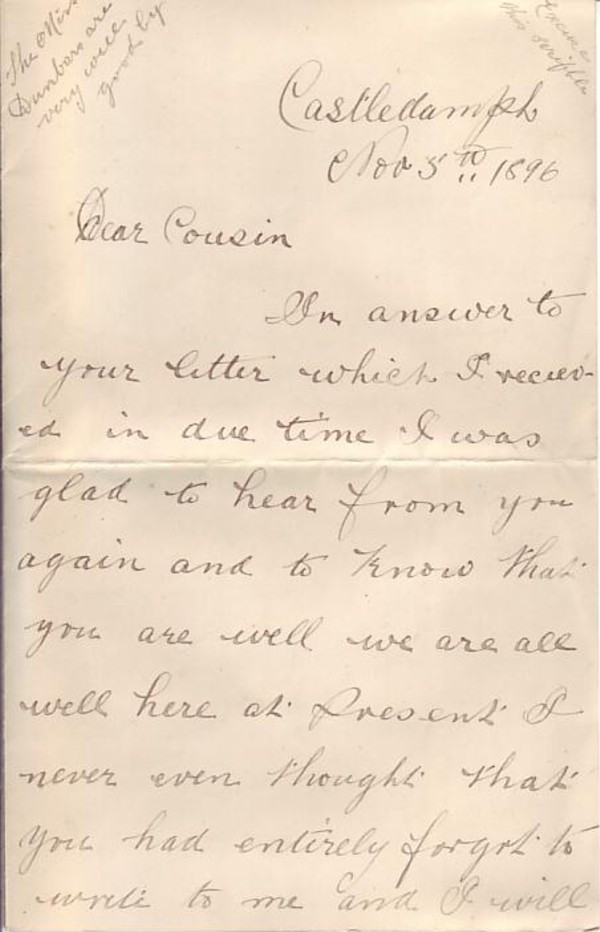 The Miss
Dunbars are
very well
good by
Excuse
this scribble
Castledamph
Nov 5th 1896
Dear Cousin
In answer to
your letter which I reciev-
ed in due time I was
glad to hear from you
again and to know that
you are well we are all
well here at present I
never even thought that
you had entirely forgot to
write to me and I will